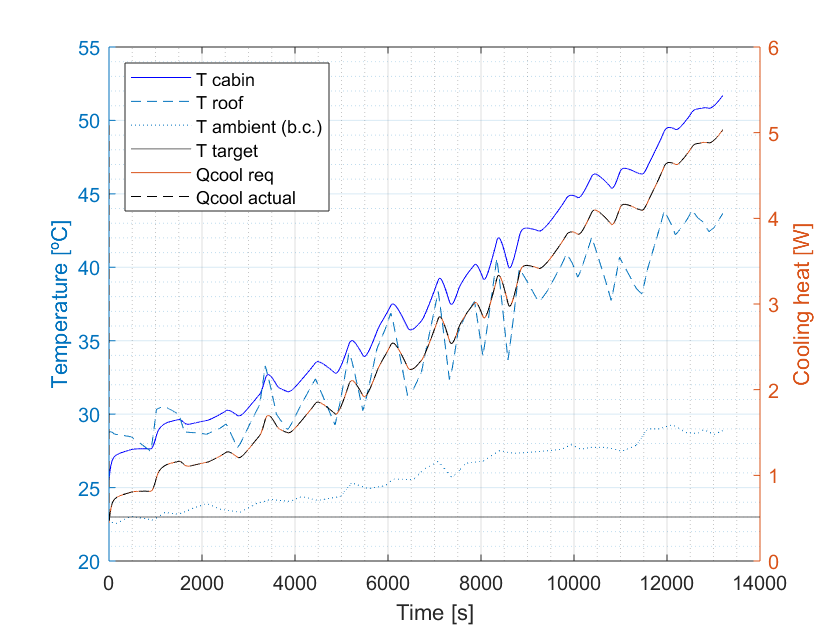 55
50
45
40
35
30
25
20
Temperature [ºC]
T cabin
T roof
T ambient (b.c.)
T target
Qcool req
Qcool actual
6
5
4
3
2
1
0
Cooling heat [W]
0 2000 4000 6000 8000 10000 12000 14000
Time [s]